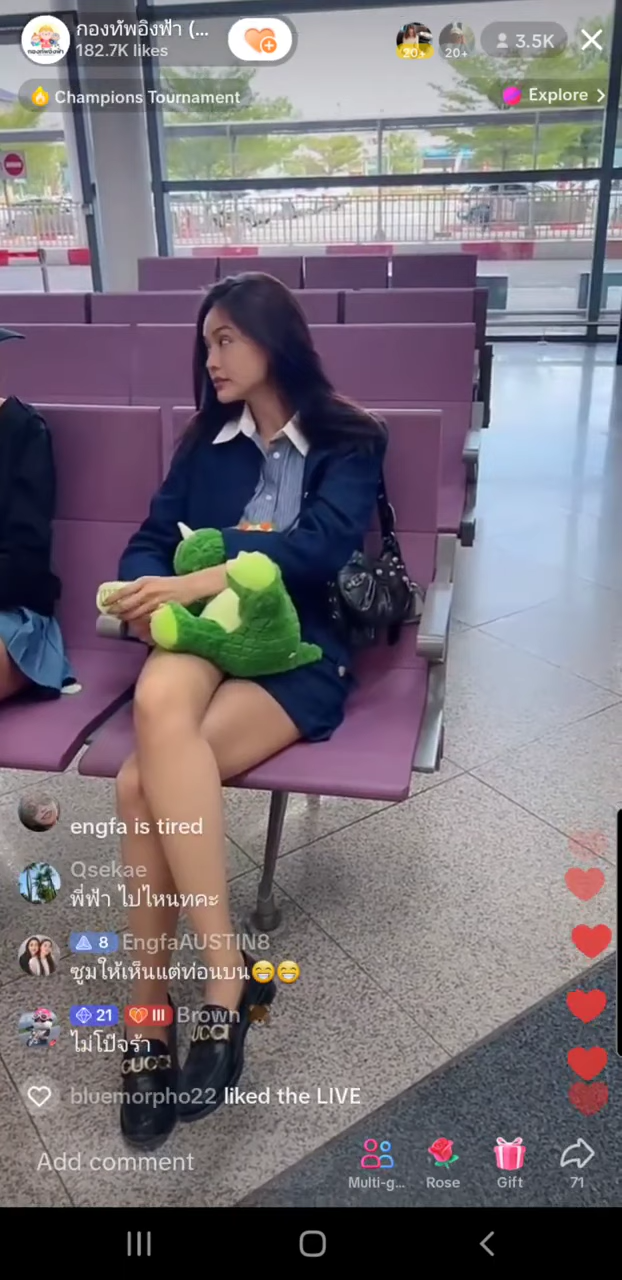 กองทัพอิงฟ้า (...
182.7K likes
20+
20+
3.5K
Champions Tournament
Explore
engfa is tired
Qsekae
พี่ฟ้า ไปไหนทคะ
8 EngfaAUSTIN8
ซูมให้เห็นแต่ท่อนบน😁😁
21 III Brown
ไม่โป๊จร้า
GUCCI
GUCCI
bluemorpho22 liked the LIVE
Add comment
Multi-g...
Rose
Gift
71